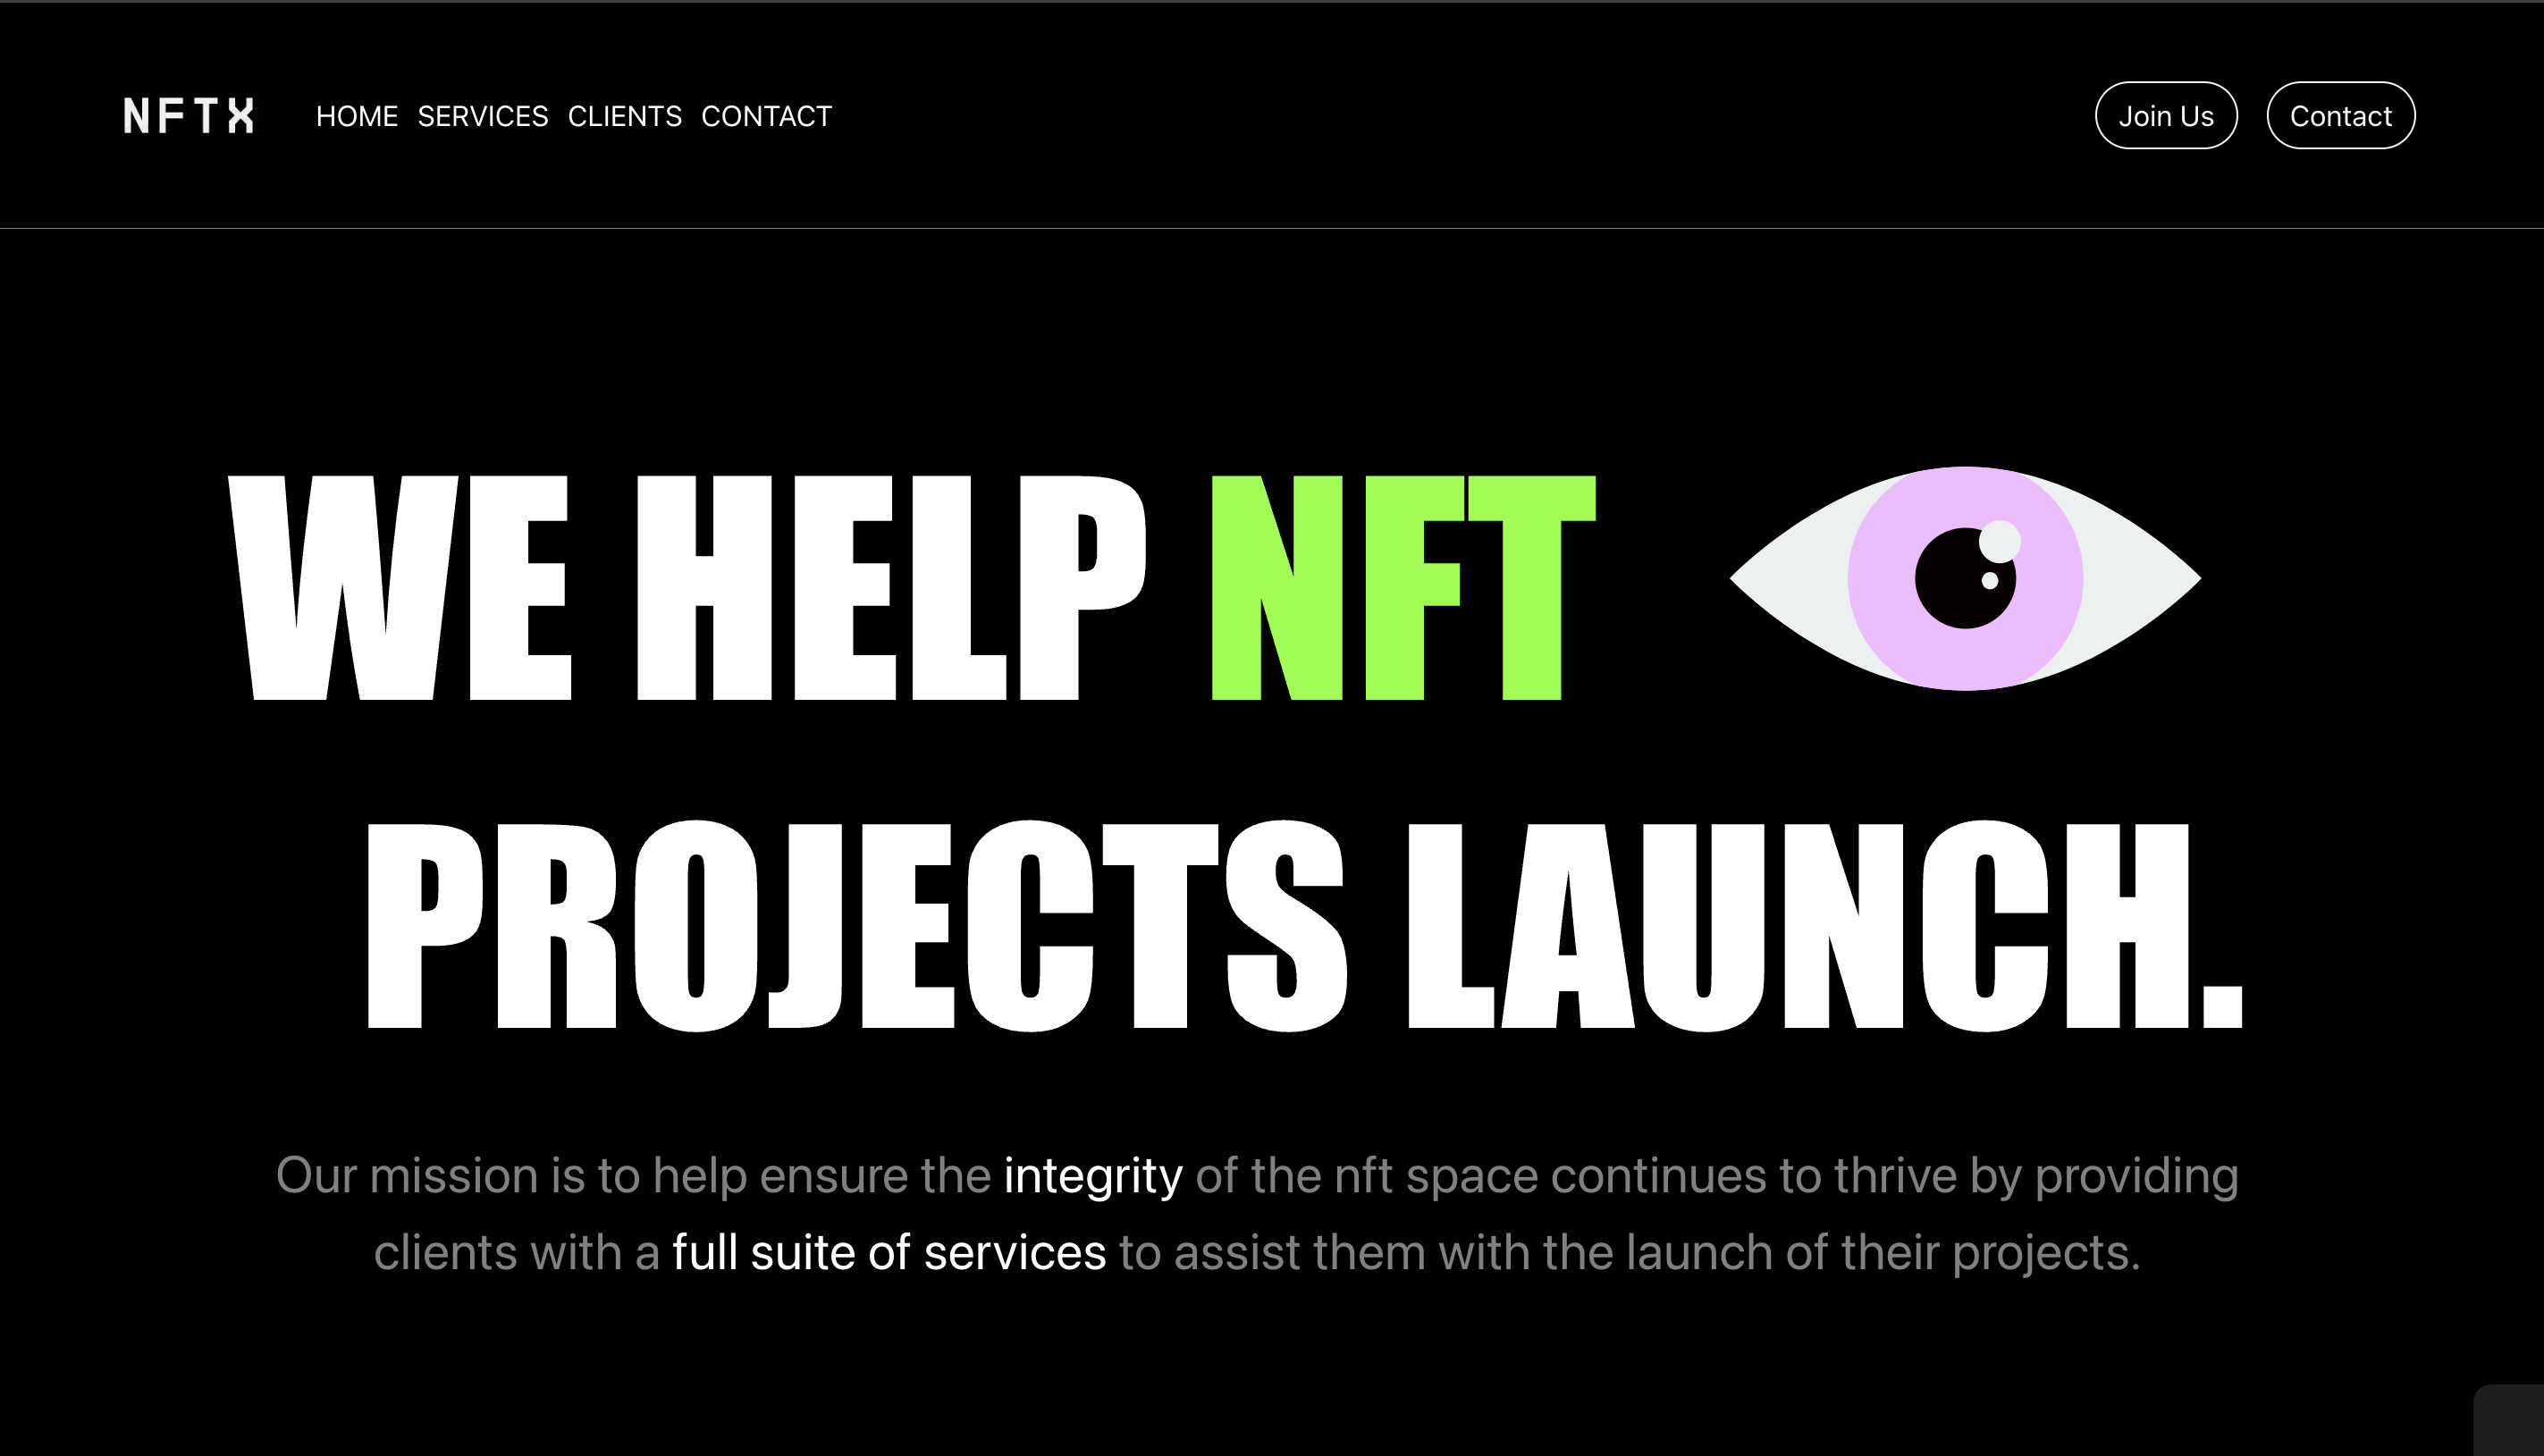 NFTX HOME SERVICES CLIENTS CONTACT Join Us Contact
WE HELP NFT
PROJECTS LAUNCH.
Our mission is to help ensure the integrity of the nft space continues to thrive by providing
clients with a full suite of services to assist them with the launch of their projects.